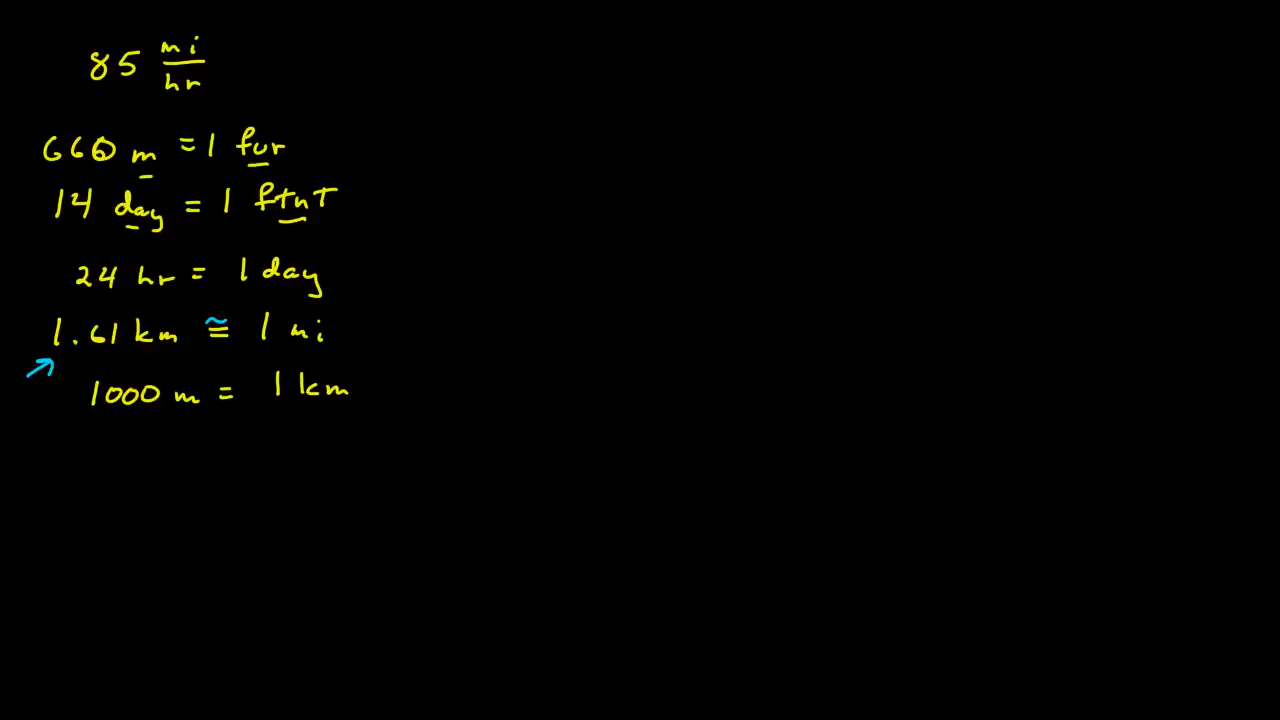 85 mi/hr
660 m = 1 fur
14 day = 1 ftnT
24 hr = 1 day
1.61 km ≅ 1 mi
1000 m = 1 km